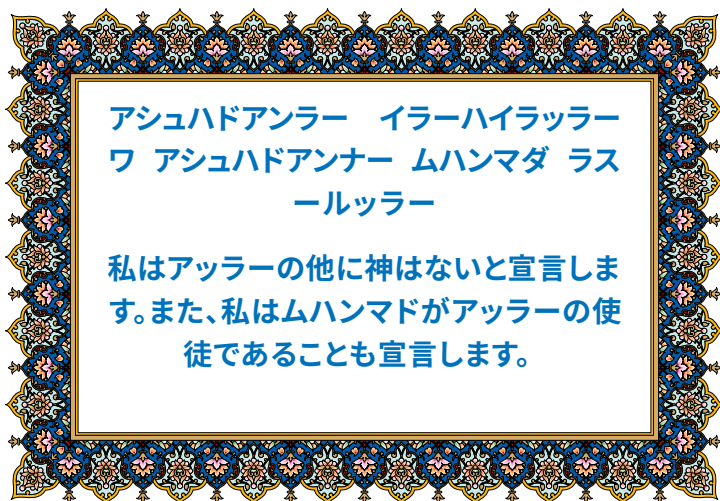 アシュハドアンラー　イラーハイラッラー
ワ アシュハドアンナー ムハンマダ ラス
ールッラー
私はアッラーの他に神はないと宣言しま
す。また、私はムハンマドがアッラーの使
徒であることも宣言します。